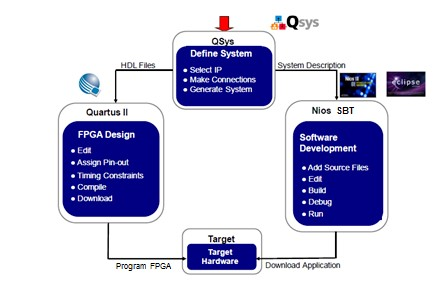 Qsys
QSys
Define System
• Select IP
• Make Connections
• Generate System
HDL Files
System Description
Quartus II
FPGA Design
• Edit
• Assign Pin-out
• Timing Constraints
• Compile
• Download
Nios II
eclipse
Nios SBT
Software
Development
• Add Source Files
• Edit
• Build
• Debug
• Run
Target
Target
Hardware
Program FPGA
Download Application